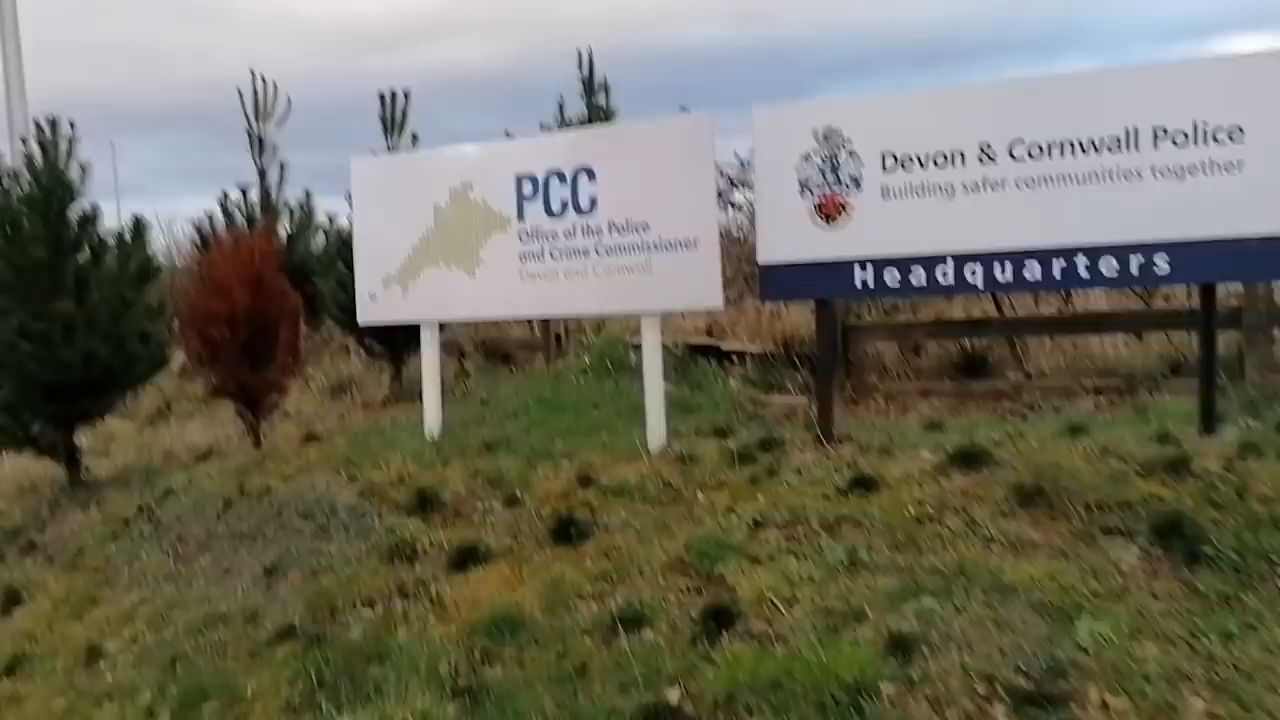 PCC
Office of the Police
and Crime Commissioner
Devon and Cornwall
Devon & Cornwall Police
Building safer communities together
Headquarters